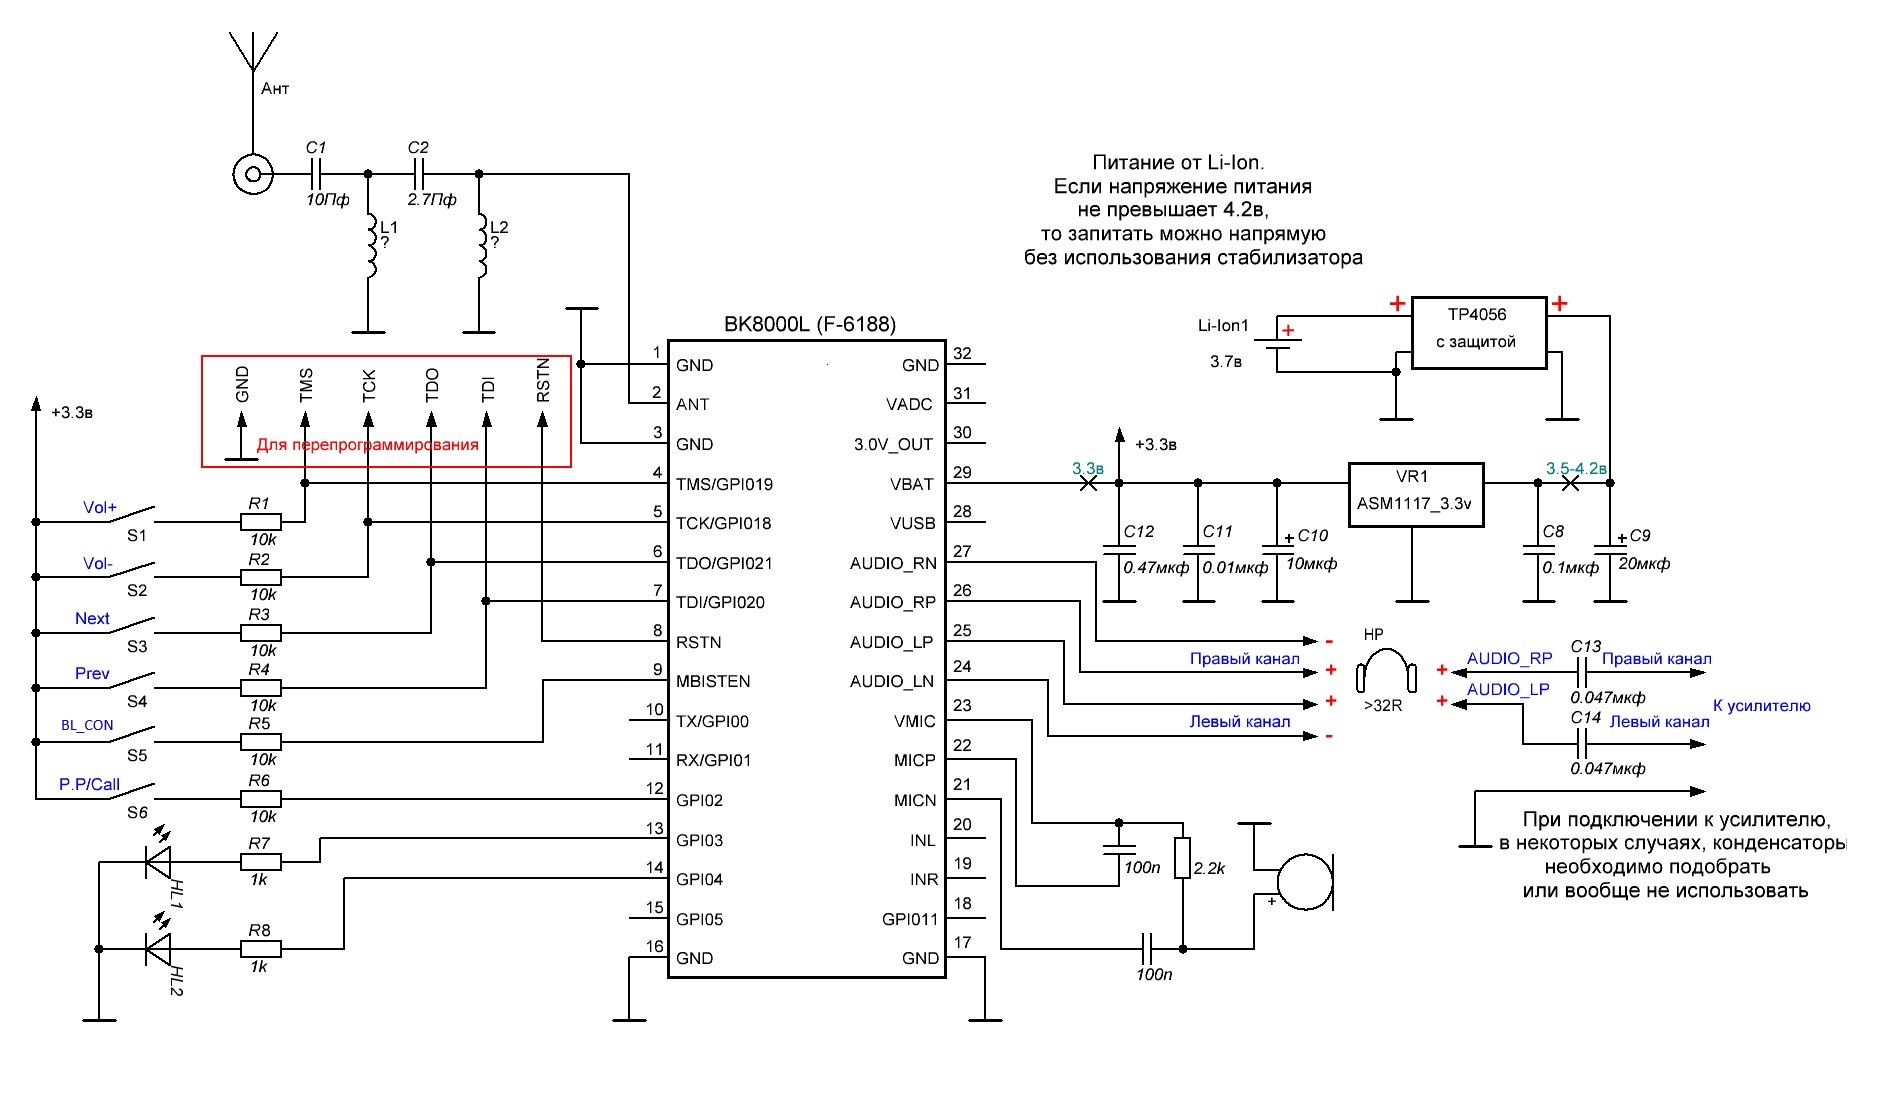 Ант
C1
10Пф
C2
2.7Пф
L1
?
L2
?
Питание от Li-Ion.
Если напряжение питания
не превышает 4.2в,
то запитать можно напрямую
без использования стабилизатора
BK8000L (F-6188)
Li-Ion1
+
3.7в
+
+
TP4056
с защитой
GND
TMS
TCK
TDO
TDI
RSTN
Для перепрограммирования
+3.3в
Vol+
S1
R1
10k
Vol-
S2
R2
10k
Next
S3
R3
10k
Prev
S4
R4
10k
BL_CON
S5
R5
10k
P.P/Call
S6
R6
10k
HL1
R7
1k
HL2
R8
1k
1 GND
2 ANT
3 GND
4 TMS/GPI019
5 TCK/GPI018
6 TDO/GPI021
7 TDI/GPI020
8 RSTN
9 MBISTEN
10 TX/GPI00
11 RX/GPI01
12 GPI02
13 GPI03
14 GPI04
15 GPI05
16 GND
GND 32
VADC 31
3.0V_OUT 30
VBAT 29
VUSB 28
AUDIO_RN 27
AUDIO_RP 26
AUDIO_LP 25
AUDIO_LN 24
VMIC 23
MICP 22
MICN 21
INL 20
INR 19
GPI011 18
GND 17
3.3в
+3.3в
VR1
ASM1117_3.3v
3.5-4.2в
C12
0.47мкф
C11
0.01мкф
+ C10
10мкф
C8
0.1мкф
+ C9
20мкф
-
Правый канал +
+
Левый канал -
HP
>32R
+ AUDIO_RP
C13
0.047мкф
Правый канал
+ AUDIO_LP
C14
0.047мкф
Левый канал
К усилителю
При подключении к усилителю,
в некоторых случаях, конденсаторы
необходимо подобрать
или вообще не использовать
100n
2.2k
+
100n